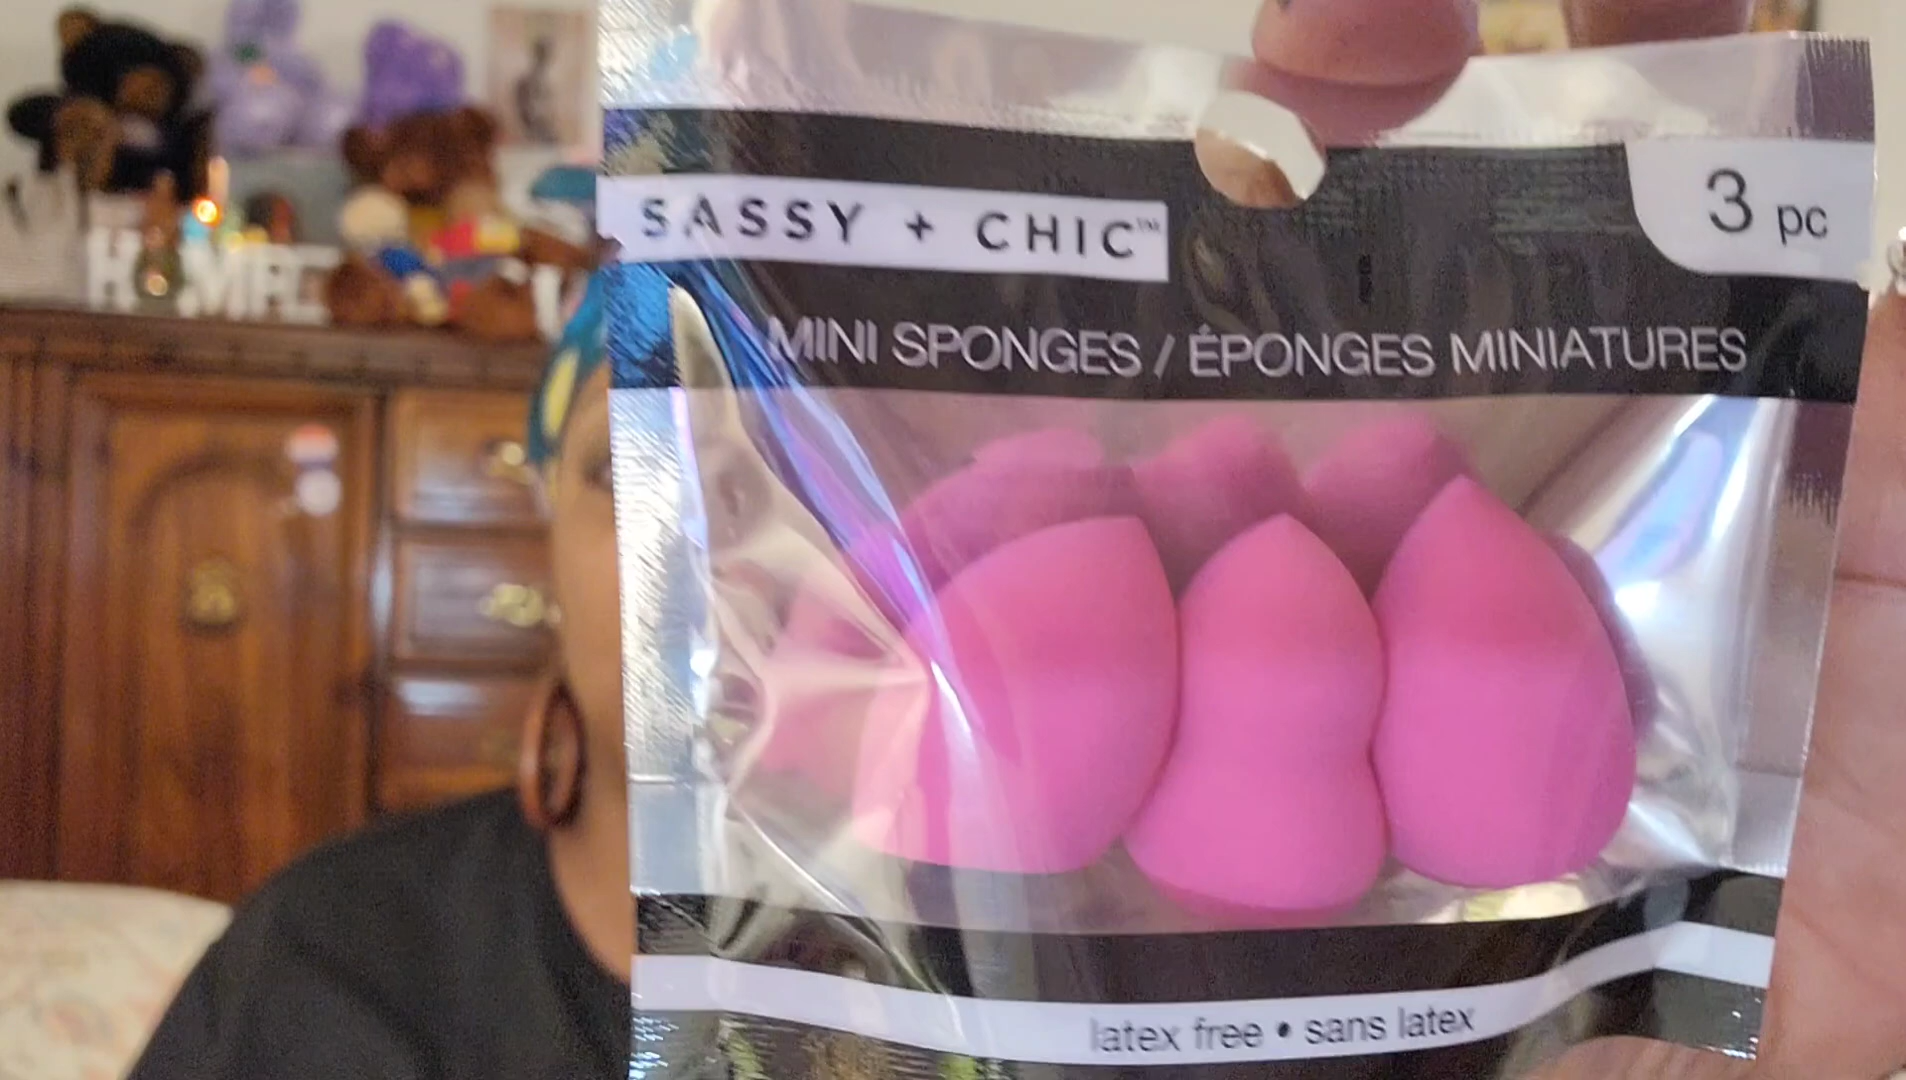 SASSY + CHIC™
3 pc
MINI SPONGES / ÉPONGES MINIATURES
latex free • sans latex